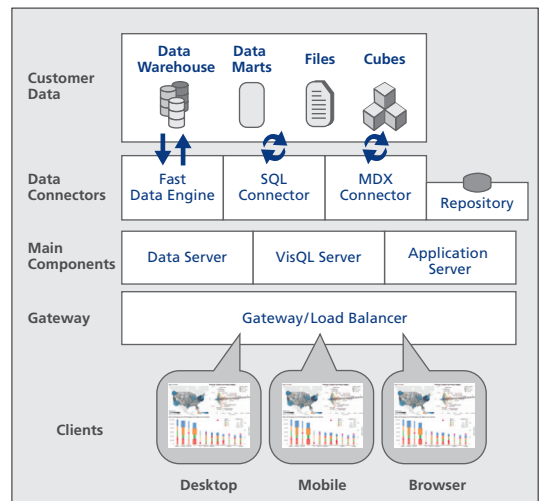 Customer
Data
Data
Warehouse
Data
Marts
Files
Cubes
Data
Connectors
Fast
Data Engine
SQL
Connector
MDX
Connector
Repository
Main
Components
Data Server
VisQL Server
Application
Server
Gateway
Gateway/Load Balancer
Clients
Desktop
Mobile
Browser